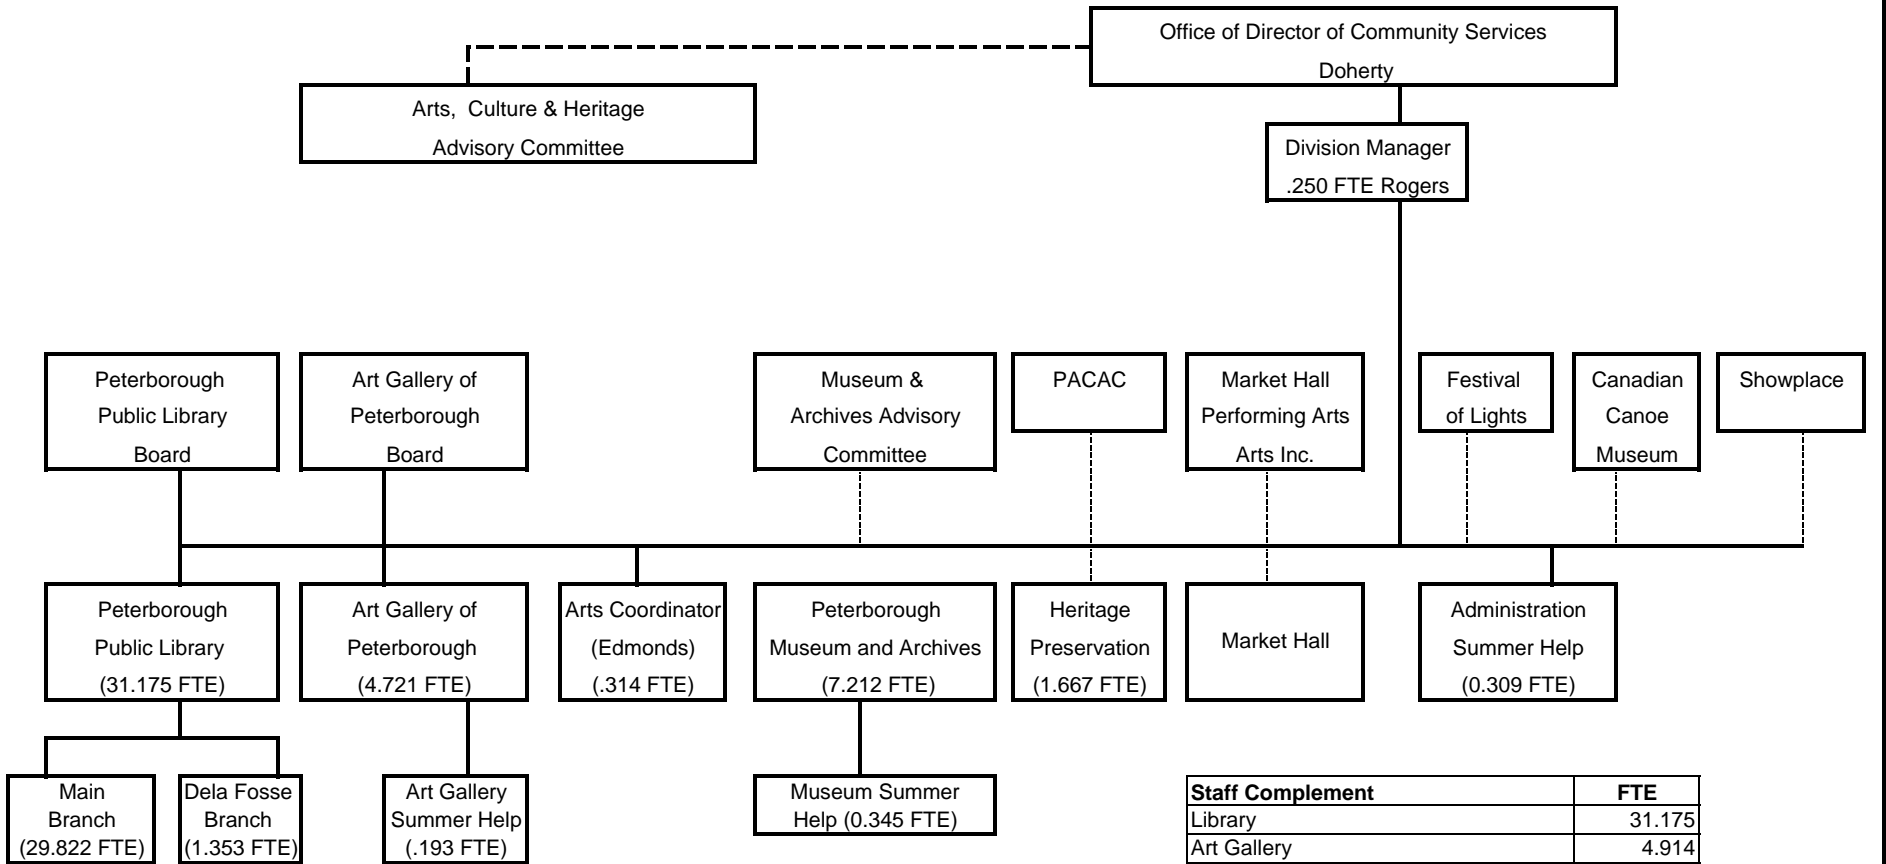 Office of Director of Community Services
Doherty
Arts, Culture & Heritage
Advisory Committee
Division Manager
.250 FTE Rogers
Peterborough
Public Library
Board
Art Gallery of
Peterborough
Board
Museum &
Archives Advisory
Committee
PACAC
Market Hall
Performing Arts
Arts Inc.
Festival
of Lights
Canadian
Canoe
Museum
Showplace
Peterborough
Public Library
(31.175 FTE)
Art Gallery of
Peterborough
(4.721 FTE)
Arts Coordinator
(Edmonds)
(.314 FTE)
Peterborough
Museum and Archives
(7.212 FTE)
Heritage
Preservation
(1.667 FTE)
Market Hall
Administration
Summer Help
(0.309 FTE)
Main
Branch
(29.822 FTE)
Dela Fosse
Branch
(1.353 FTE)
Art Gallery
Summer Help
(.193 FTE)
Museum Summer
Help (0.345 FTE)
Staff Complement FTE
Library 31.175
Art Gallery 4.914